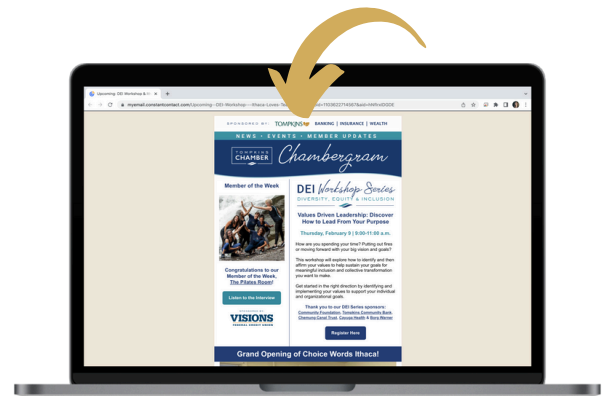 Upcoming: DEI Workshop &
myemail.constantcontact.com/Upcoming--DEI-Workshop---Ithaca-Loves-Te
SPONSORED BY: TOMPKINS BANKING | INSURANCE | WEALTH
NEWS • EVENTS • MEMBER UPDATES
TOMPKINS
CHAMBER
Chambergram
Member of the Week
Congratulations to our
Member of the Week,
The Pilates Room!
Listen to the Interview
VISIONS
FEDERAL CREDIT UNION
DEI Workshop Series
DIVERSITY, EQUITY & INCLUSION
Values Driven Leadership: Discover
How to Lead From Your Purpose
Thursday, February 9 | 9:00-11:00 a.m.
How are you spending your time? Putting out fires
or moving forward with your big vision and goals?
This workshop will explore how to identify and then
affirm your values to help sustain your goals for
meaningful inclusion and collective transformation
you want to make.
Get started in the right direction by identifying and
implementing your values to support your individual
and organizational goals.
Thank you to our DEI Series sponsors:
Community Foundation, Tompkins Community Bank,
Chemung Canal Trust, Cayuga Health & Borg Warner
Register Here
Grand Opening of Choice Words Ithaca!